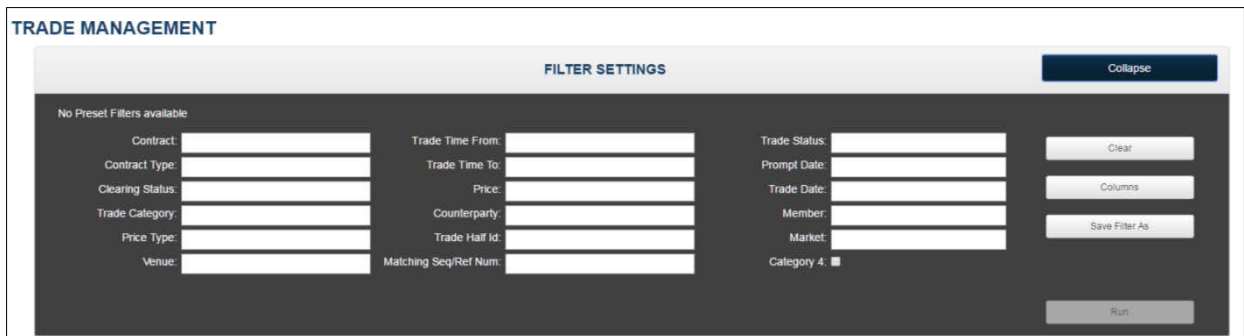 TRADE MANAGEMENT
FILTER SETTINGS
Collapse
No Preset Filters available
Contract:
Contract Type:
Clearing Status:
Trade Category:
Price Type:
Venue:
Trade Time From:
Trade Time To:
Price:
Counterparty:
Trade Half Id:
Matching Seq/Ref Num:
Trade Status:
Prompt Date:
Trade Date:
Member:
Market:
Category 4:
Clear
Columns
Save Filter As
Run